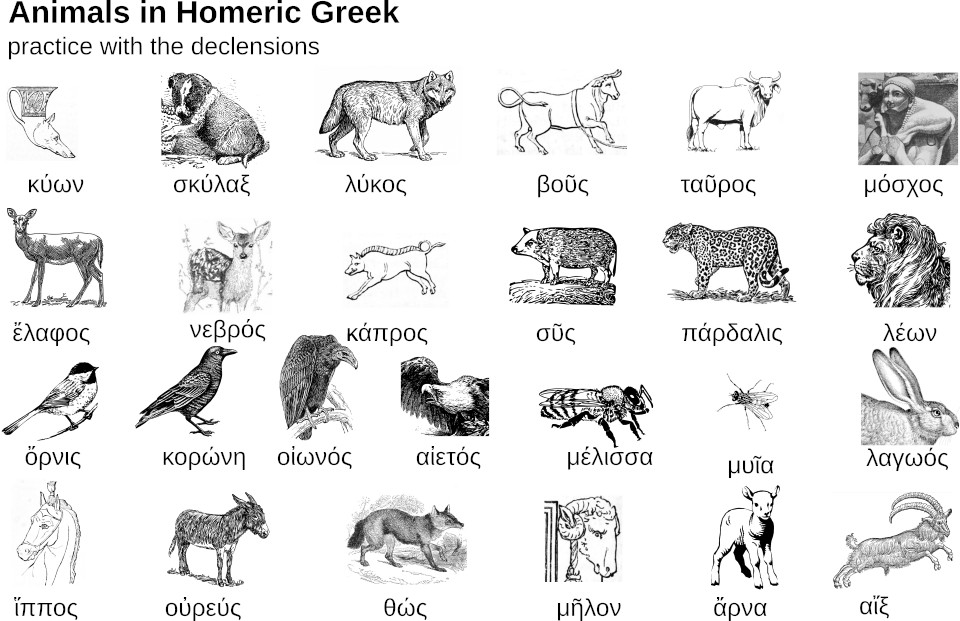 Animals in Homeric Greek
practice with the declensions
κύων σκύλαξ λύκος βοῦς ταῦρος μόσχος
ἔλαφος νεβρός κάπρος σῦς πάρδαλις λέων
ὄρνις κορώνη οἰωνός αἰετός μέλισσα μυῖα λαγωός
ἵππος οὐρεύς θώς μῆλον ἄρνα αἴξ